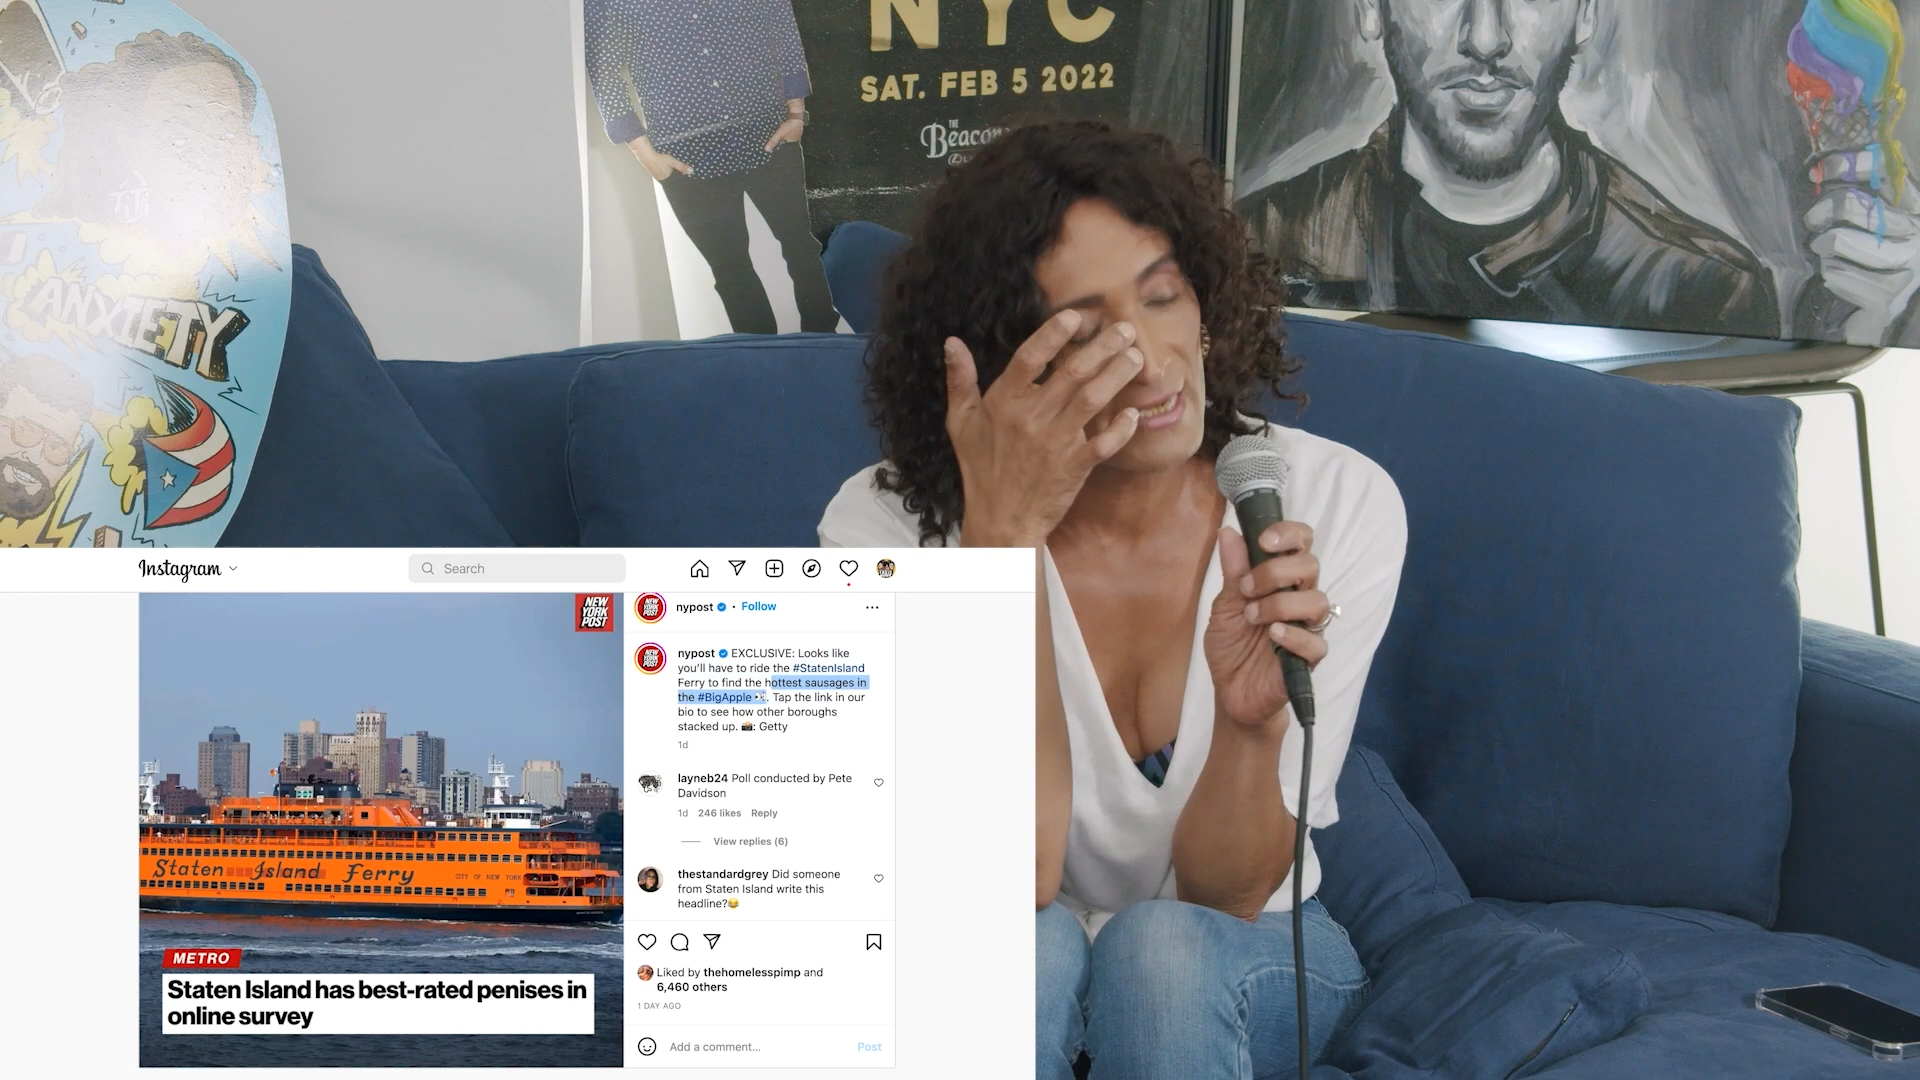 NYC
SAT. FEB 5 2022
THE
Beacon
ANXIETY
Instagram
Search
NEW
YORK
POST
nypost • Follow
nypost EXCLUSIVE: Looks like
you'll have to ride the #StatenIsland
Ferry to find the hottest sausages in
the #BigApple 👀. Tap the link in our
bio to see how other boroughs
stacked up. 📸: Getty
1d
layneb24 Poll conducted by Pete
Davidson
1d 246 likes Reply
View replies (6)
thestandardgrey Did someone
from Staten Island write this
headline?😂
Staten Island Ferry
CITY OF NEW YORK
METRO
Staten Island has best-rated penises in
online survey
Liked by thehomelesspimp and
6,460 others
1 DAY AGO
Add a comment... Post